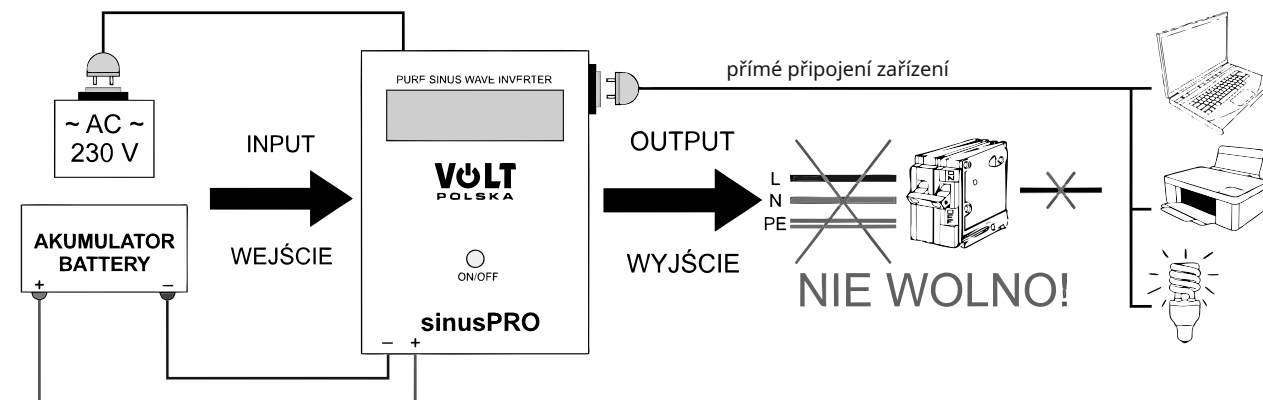 PURE SINUS WAVE INVERTER
přímé připojení zařízení
~ AC ~
230 V
INPUT
OUTPUT
VOLT
POLSKA
L
N
PE
AKUMULATOR
BATTERY
+ −
WEJŚCIE
WYJŚCIE
ON/OFF
NIE WOLNO!
sinusPRO
− +